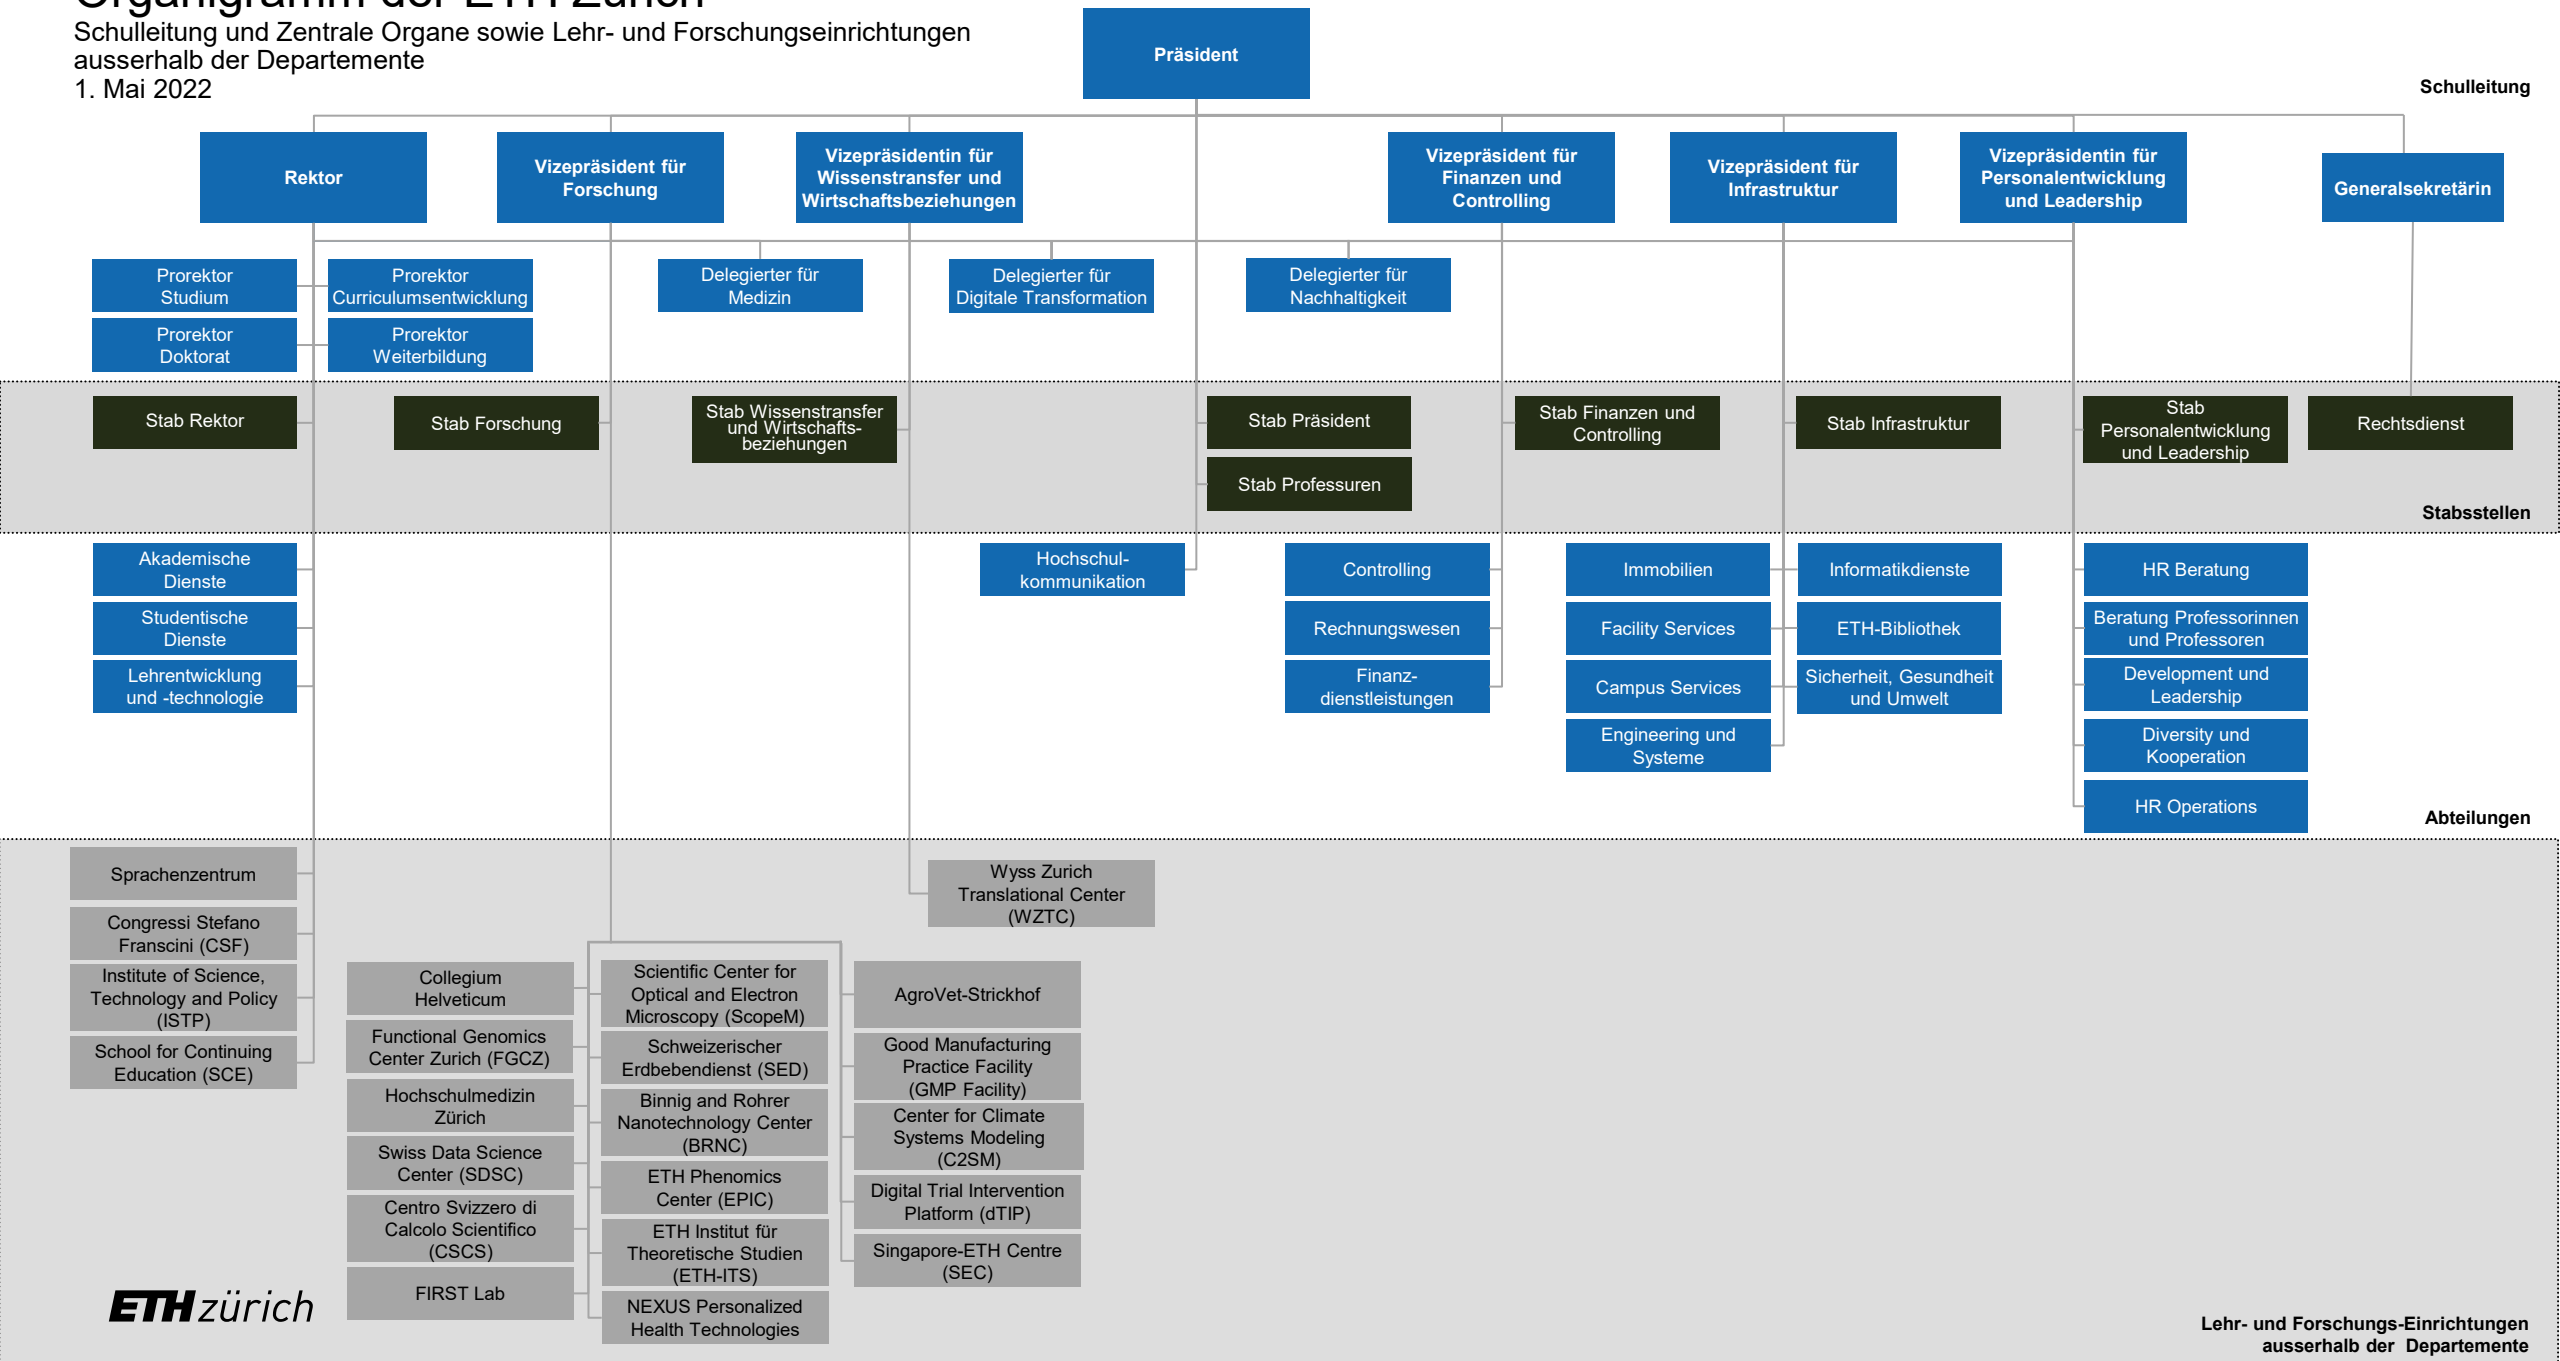 Organigramm der ETH Zürich
Schulleitung und Zentrale Organe sowie Lehr- und Forschungseinrichtungen
ausserhalb der Departemente
1. Mai 2022
Präsident
Schulleitung
Rektor
Vizepräsident für
Forschung
Vizepräsidentin für
Wissenstransfer und
Wirtschaftsbeziehungen
Vizepräsident für
Finanzen und
Controlling
Vizepräsident für
Infrastruktur
Vizepräsidentin für
Personalentwicklung
und Leadership
Generalsekretärin
Prorektor
Studium
Prorektor
Curriculumsentwicklung
Delegierter für
Medizin
Delegierter für
Digitale Transformation
Delegierter für
Nachhaltigkeit
Prorektor
Doktorat
Prorektor
Weiterbildung
Stab Rektor
Stab Forschung
Stab Wissenstransfer
und Wirtschafts-
beziehungen
Stab Präsident
Stab Finanzen und
Controlling
Stab Infrastruktur
Stab
Personalentwicklung
und Leadership
Rechtsdienst
Stab Professuren
Stabsstellen
Akademische
Dienste
Hochschul-
kommunikation
Controlling
Immobilien
Informatikdienste
HR Beratung
Studentische
Dienste
Rechnungswesen
Facility Services
ETH-Bibliothek
Beratung Professorinnen
und Professoren
Lehrentwicklung
und -technologie
Finanz-
dienstleistungen
Campus Services
Sicherheit, Gesundheit
und Umwelt
Development und
Leadership
Engineering und
Systeme
Diversity und
Kooperation
HR Operations
Abteilungen
Sprachenzentrum
Congressi Stefano
Franscini (CSF)
Institute of Science,
Technology and Policy
(ISTP)
School for Continuing
Education (SCE)
Wyss Zurich
Translational Center
(WZTC)
Collegium
Helveticum
Functional Genomics
Center Zurich (FGCZ)
Hochschulmedizin
Zürich
Swiss Data Science
Center (SDSC)
Centro Svizzero di
Calcolo Scientifico
(CSCS)
FIRST Lab
Scientific Center for
Optical and Electron
Microscopy (ScopeM)
Schweizerischer
Erdbebendienst (SED)
Binnig and Rohrer
Nanotechnology Center
(BRNC)
ETH Phenomics
Center (EPIC)
ETH Institut für
Theoretische Studien
(ETH-ITS)
NEXUS Personalized
Health Technologies
AgroVet-Strickhof
Good Manufacturing
Practice Facility
(GMP Facility)
Center for Climate
Systems Modeling
(C2SM)
Digital Trial Intervention
Platform (dTIP)
Singapore-ETH Centre
(SEC)
ETH zürich
Lehr- und Forschungs-Einrichtungen
ausserhalb der Departemente